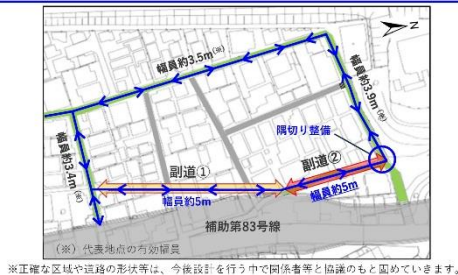 N
幅員約3.5m(※)
幅員約3.9m(※)
隅切り整備
幅員約3.4m(※)
副道①
副道②
幅員約5m
幅員約5m
補助第83号線
(※)代表地点の有効幅員
※正確な区域や道路の形状等は、今後設計を行う中で関係者等と協議のもと固めていきます。